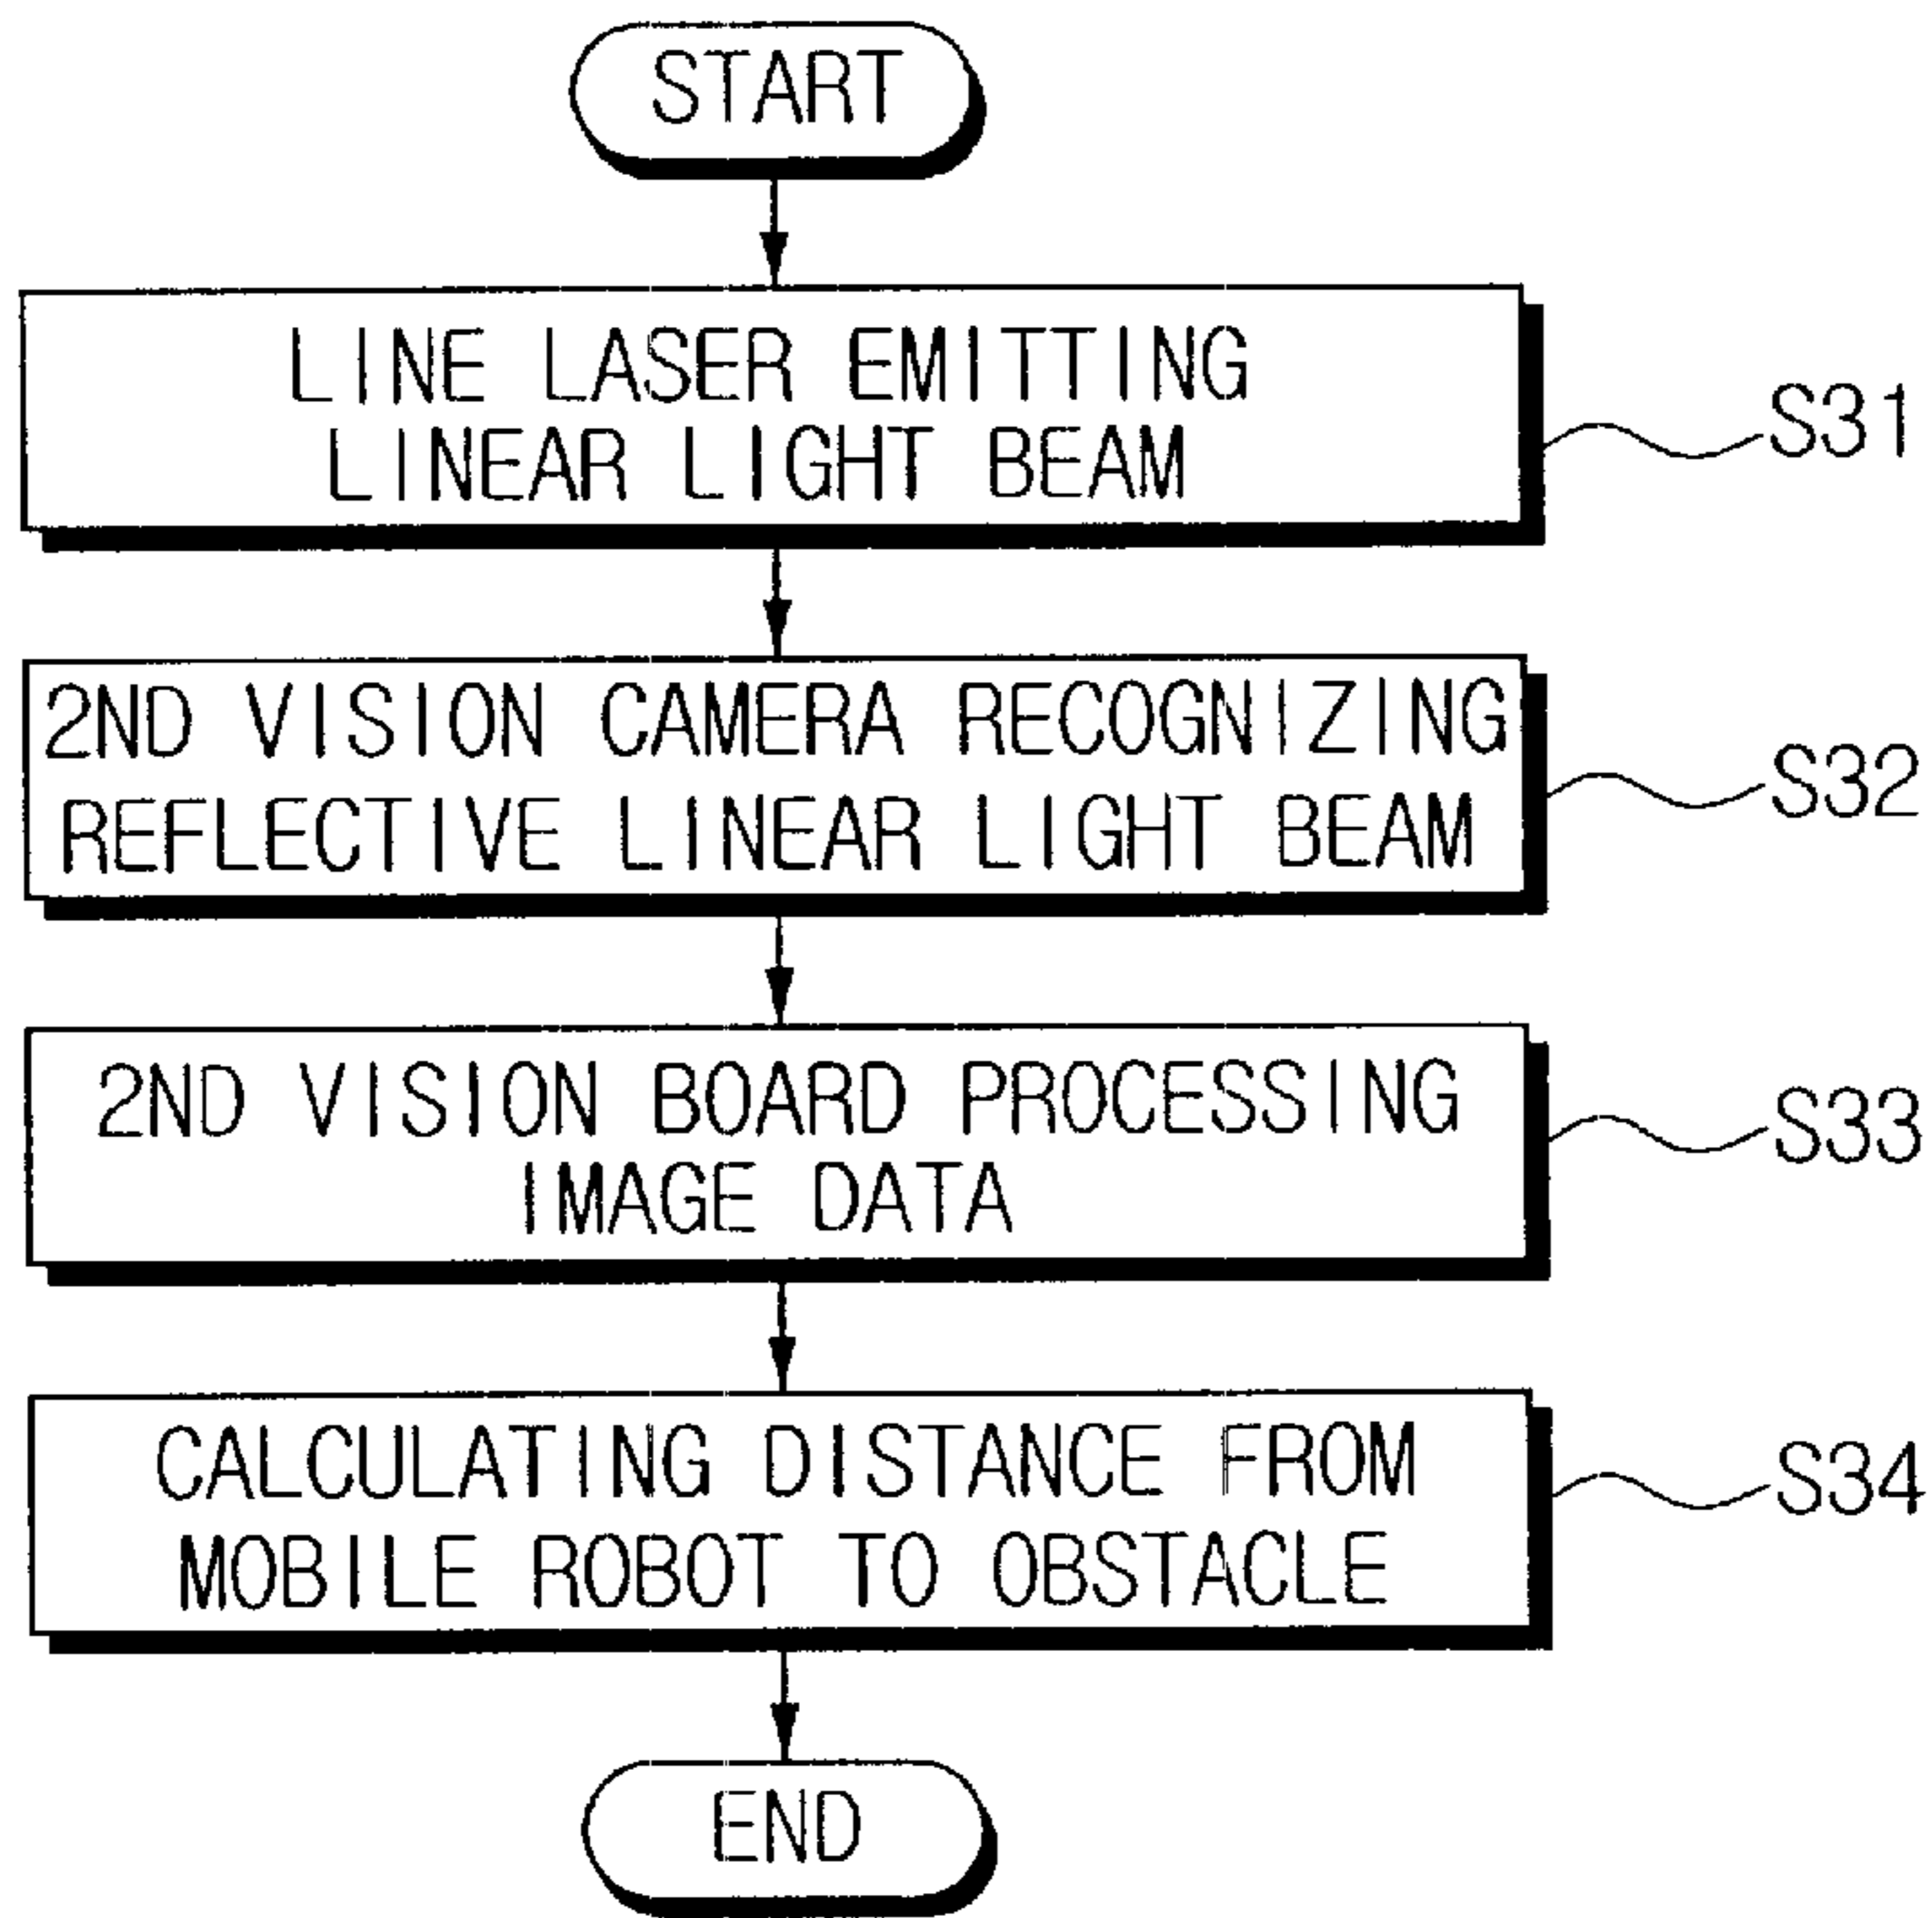 START
LINE LASER EMITTING
LINEAR LIGHT BEAM
S31
2ND VISION CAMERA RECOGNIZING
REFLECTIVE LINEAR LIGHT BEAM
S32
2ND VISION BOARD PROCESSING
IMAGE DATA
S33
CALCULATING DISTANCE FROM
MOBILE ROBOT TO OBSTACLE
S34
END